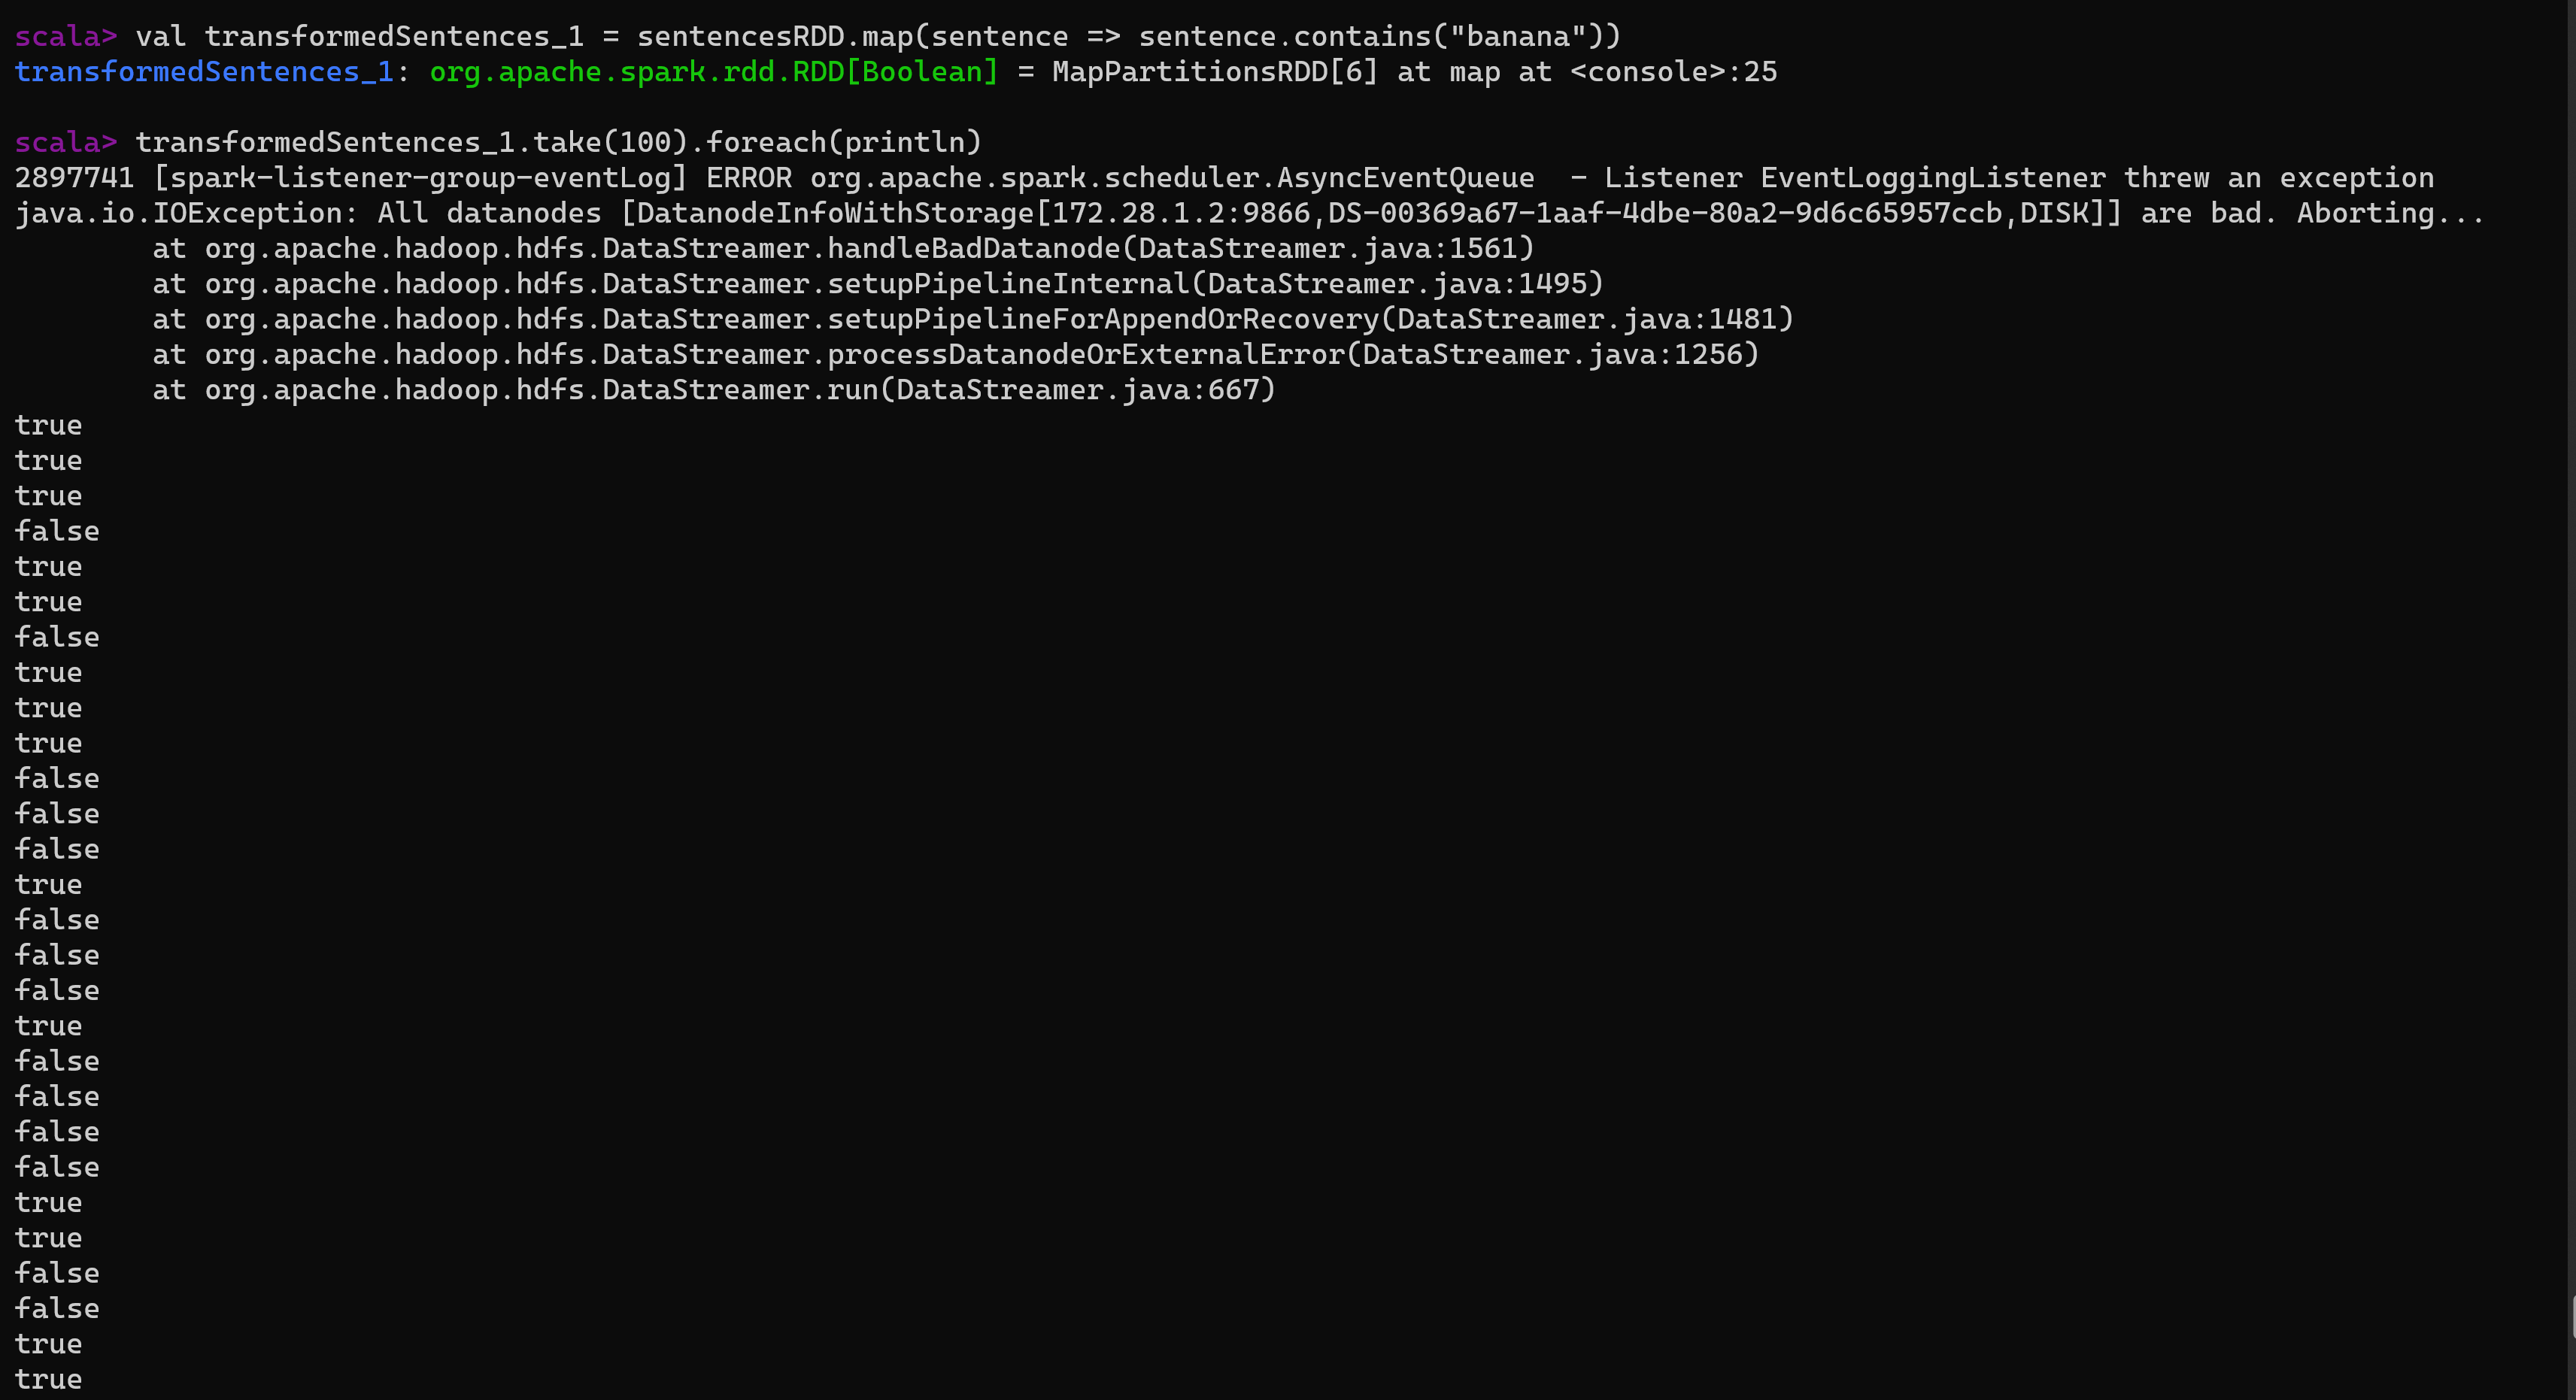 scala> val transformedSentences_1 = sentencesRDD.map(sentence => sentence.contains("banana"))
transformedSentences_1: org.apache.spark.rdd.RDD[Boolean] = MapPartitionsRDD[6] at map at <console>:25
scala> transformedSentences_1.take(100).foreach(println)
2897741 [spark-listener-group-eventLog] ERROR org.apache.spark.scheduler.AsyncEventQueue  - Listener EventLoggingListener threw an exception
java.io.IOException: All datanodes [DatanodeInfoWithStorage[172.28.1.2:9866,DS-00369a67-1aaf-4dbe-80a2-9d6c65957ccb,DISK]] are bad. Aborting...
at org.apache.hadoop.hdfs.DataStreamer.handleBadDatanode(DataStreamer.java:1561)
at org.apache.hadoop.hdfs.DataStreamer.setupPipelineInternal(DataStreamer.java:1495)
at org.apache.hadoop.hdfs.DataStreamer.setupPipelineForAppendOrRecovery(DataStreamer.java:1481)
at org.apache.hadoop.hdfs.DataStreamer.processDatanodeOrExternalError(DataStreamer.java:1256)
at org.apache.hadoop.hdfs.DataStreamer.run(DataStreamer.java:667)
true
true
true
false
true
true
false
true
true
true
false
false
false
true
false
false
false
true
false
false
false
false
true
true
false
false
true
true